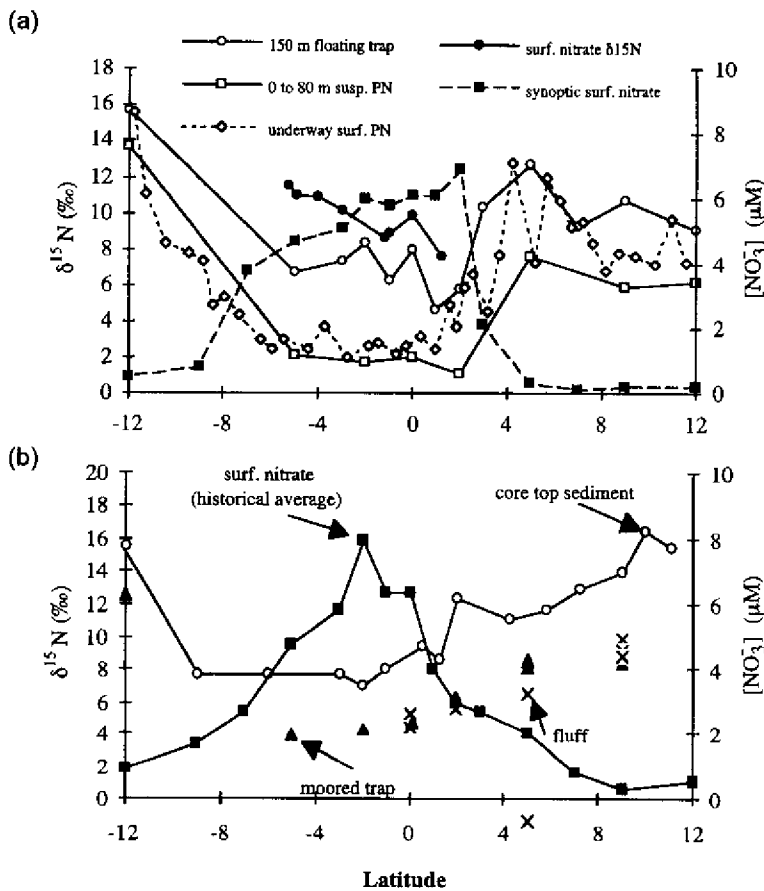 (a)
150 m floating trap
surf. nitrate δ15N
0 to 80 m susp. PN
synoptic surf. nitrate
underway surf. PN
18
16
14
12
10
8
6
4
2
0
δ¹⁵N (‰)
10
8
6
4
2
0
[NO₃⁻] (µM)
-12 -8 -4 0 4 8 12
(b)
surf. nitrate
(historical average)
core top sediment
fluff
moored trap
20
18
16
14
12
10
8
6
4
2
0
δ¹⁵N (‰)
10
8
6
4
2
0
[NO₃⁻] (µM)
-12 -8 -4 0 4 8 12
Latitude